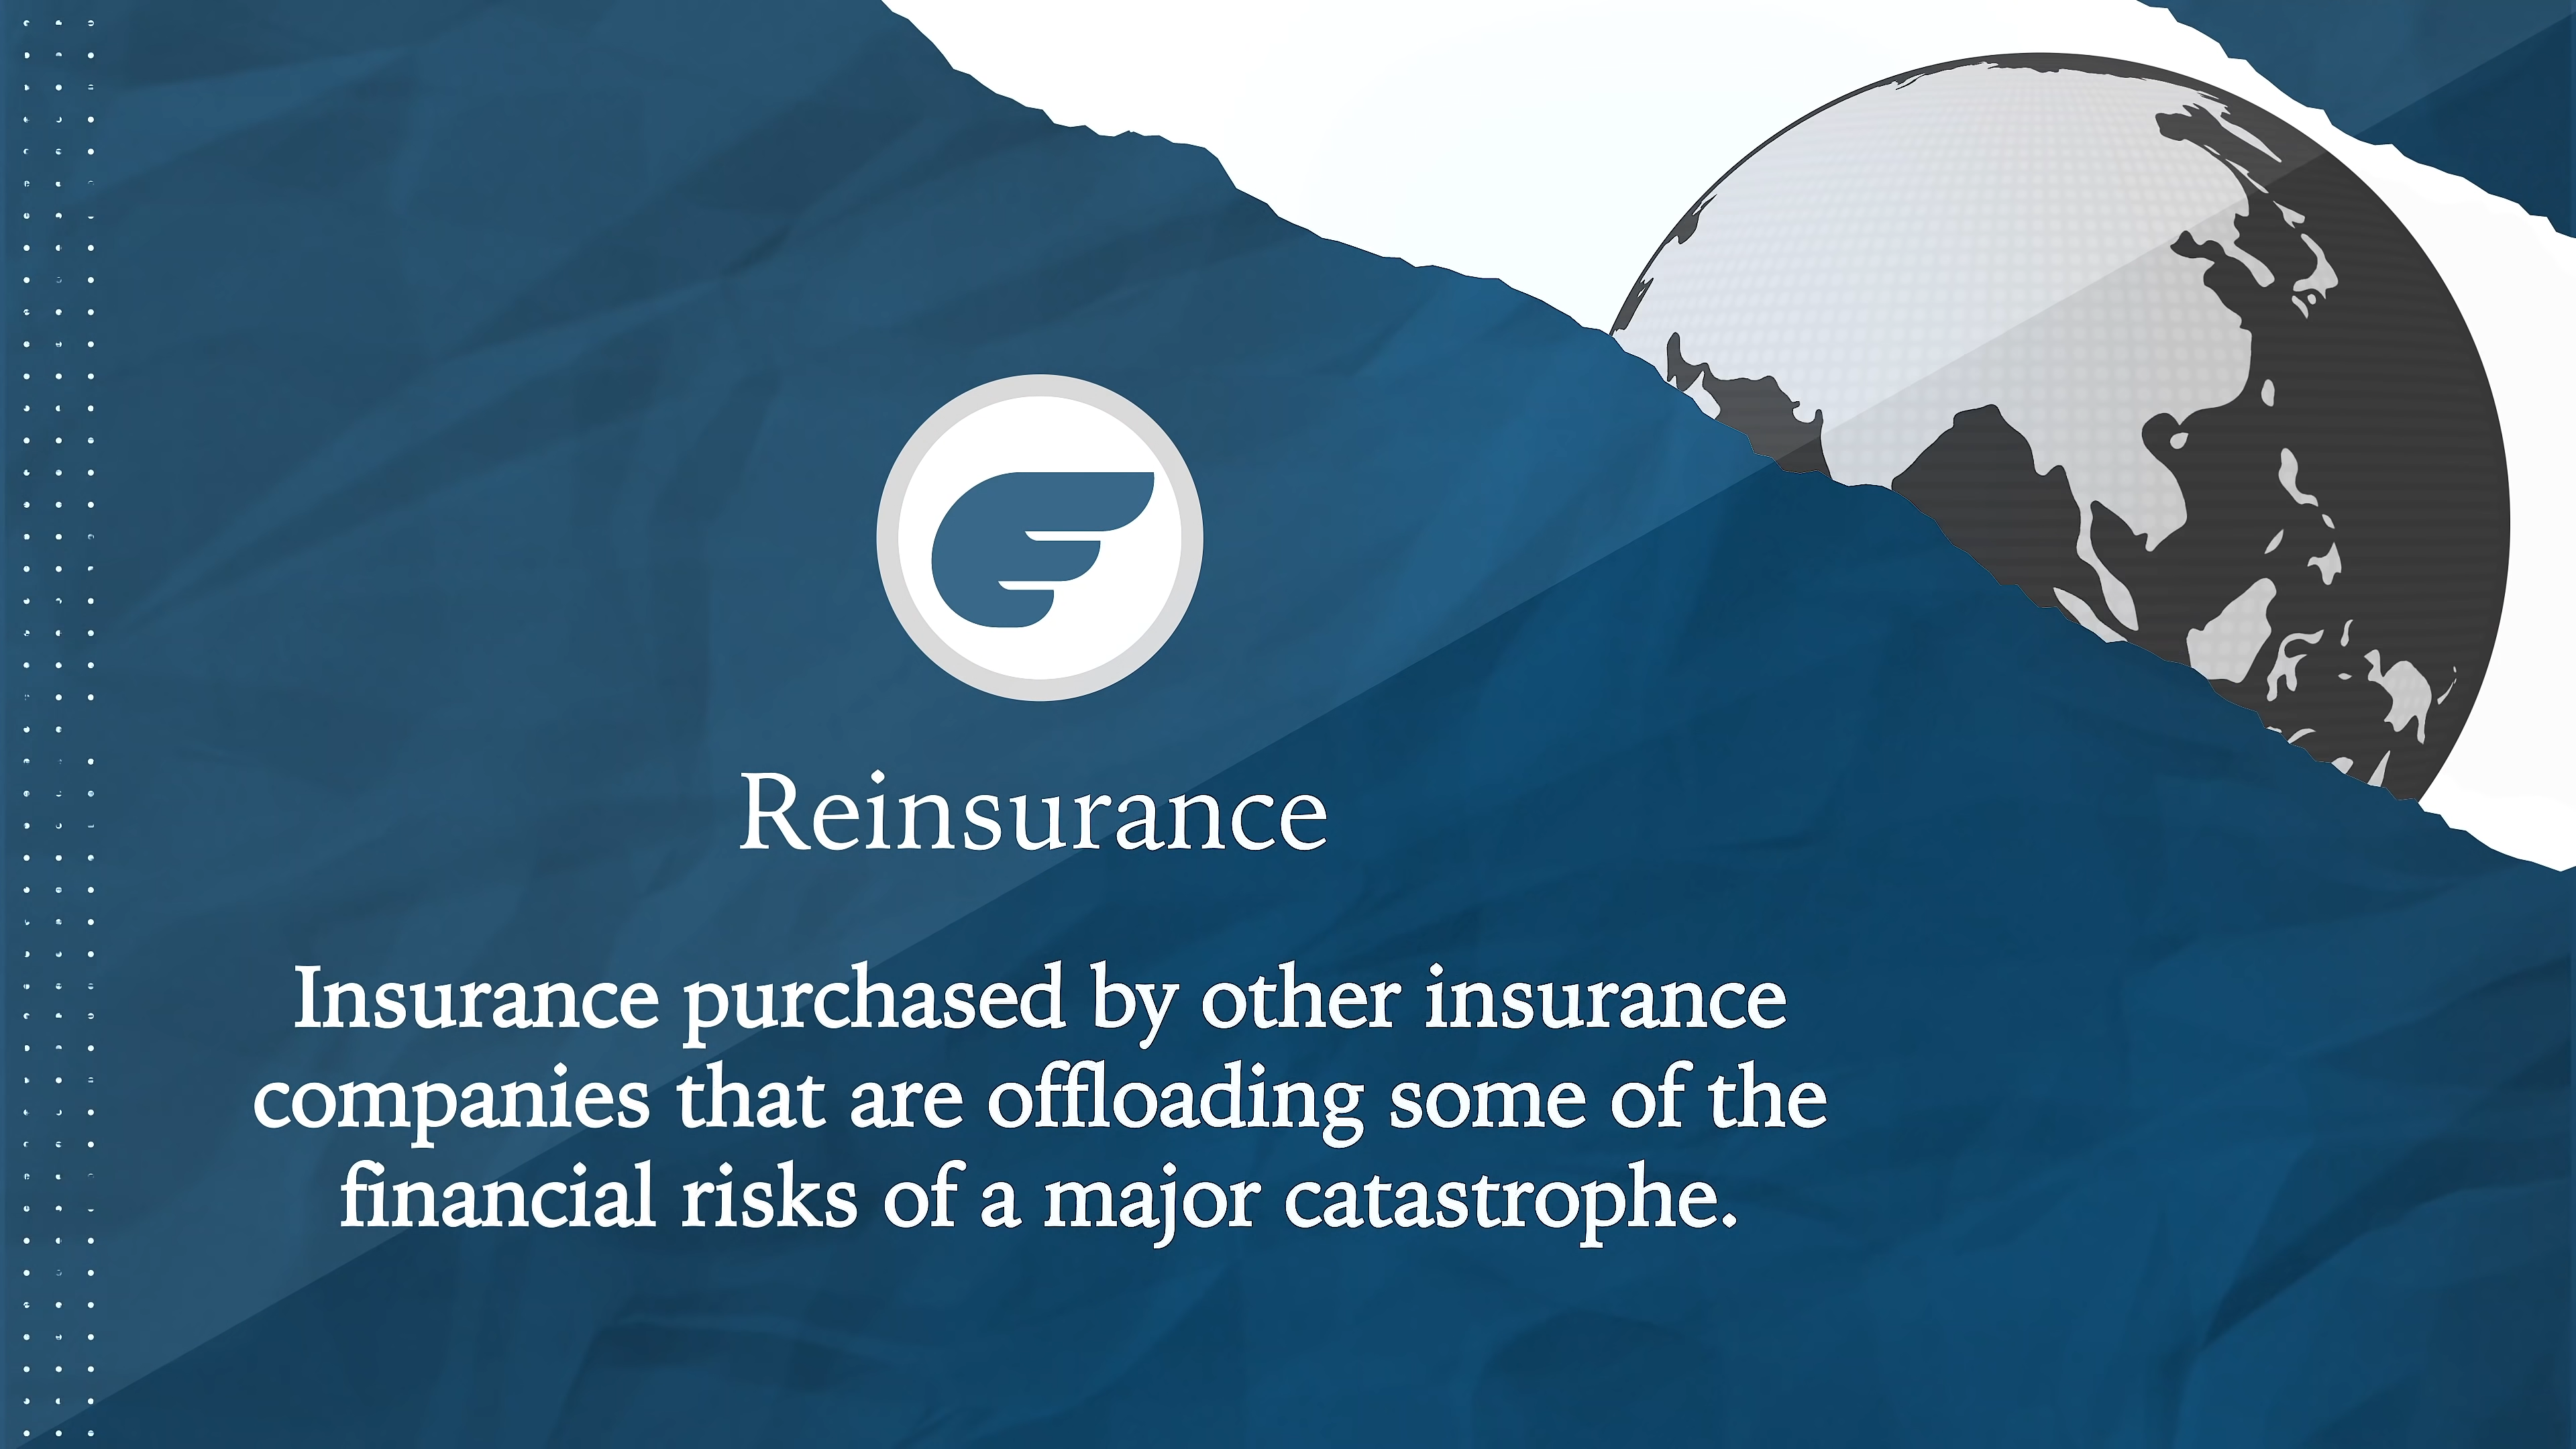 Reinsurance
Insurance purchased by other insurance
companies that are offloading some of the
financial risks of a major catastrophe.